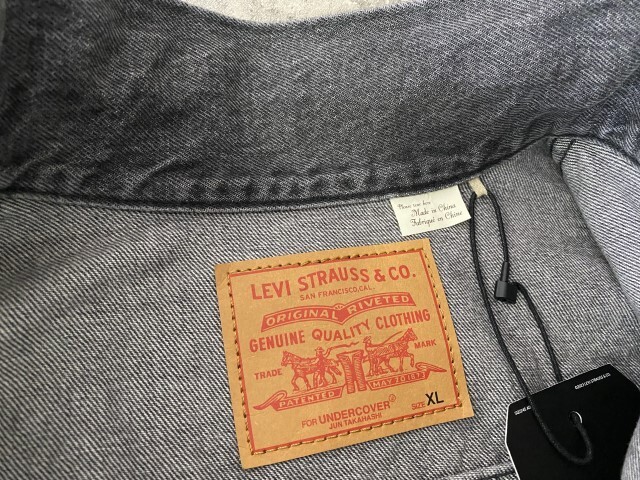 Made in China
Fabriqué en Chine
LEVI STRAUSS & CO.
SAN FRANCISCO, CAL.
ORIGINAL RIVETED
GENUINE QUALITY CLOTHING
TRADE MARK
PATENTED MAY 20 1873
FOR UNDERCOVER
JUN TAKAHASHI
SIZE XL